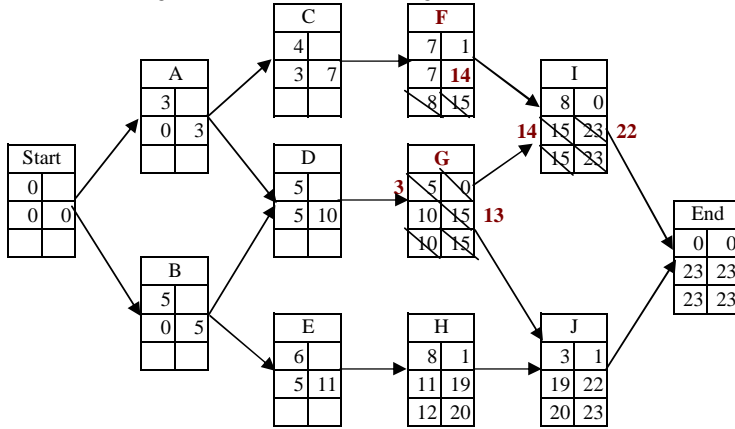 Start
0
0 0
A
3
0 3
B
5
0 5
C
4
3 7
D
5
5 10
E
6
5 11
F
7 1
7 14
8 15
G
3 5 0
10 15 13
10 15
H
8 1
11 19
12 20
I
8 0
14 15 23 22
15 23
J
3 1
19 22
20 23
End
0 0
23 23
23 23